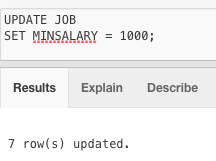 UPDATE JOB
SET MINSALARY = 1000;
Results Explain Describe
7 row(s) updated.